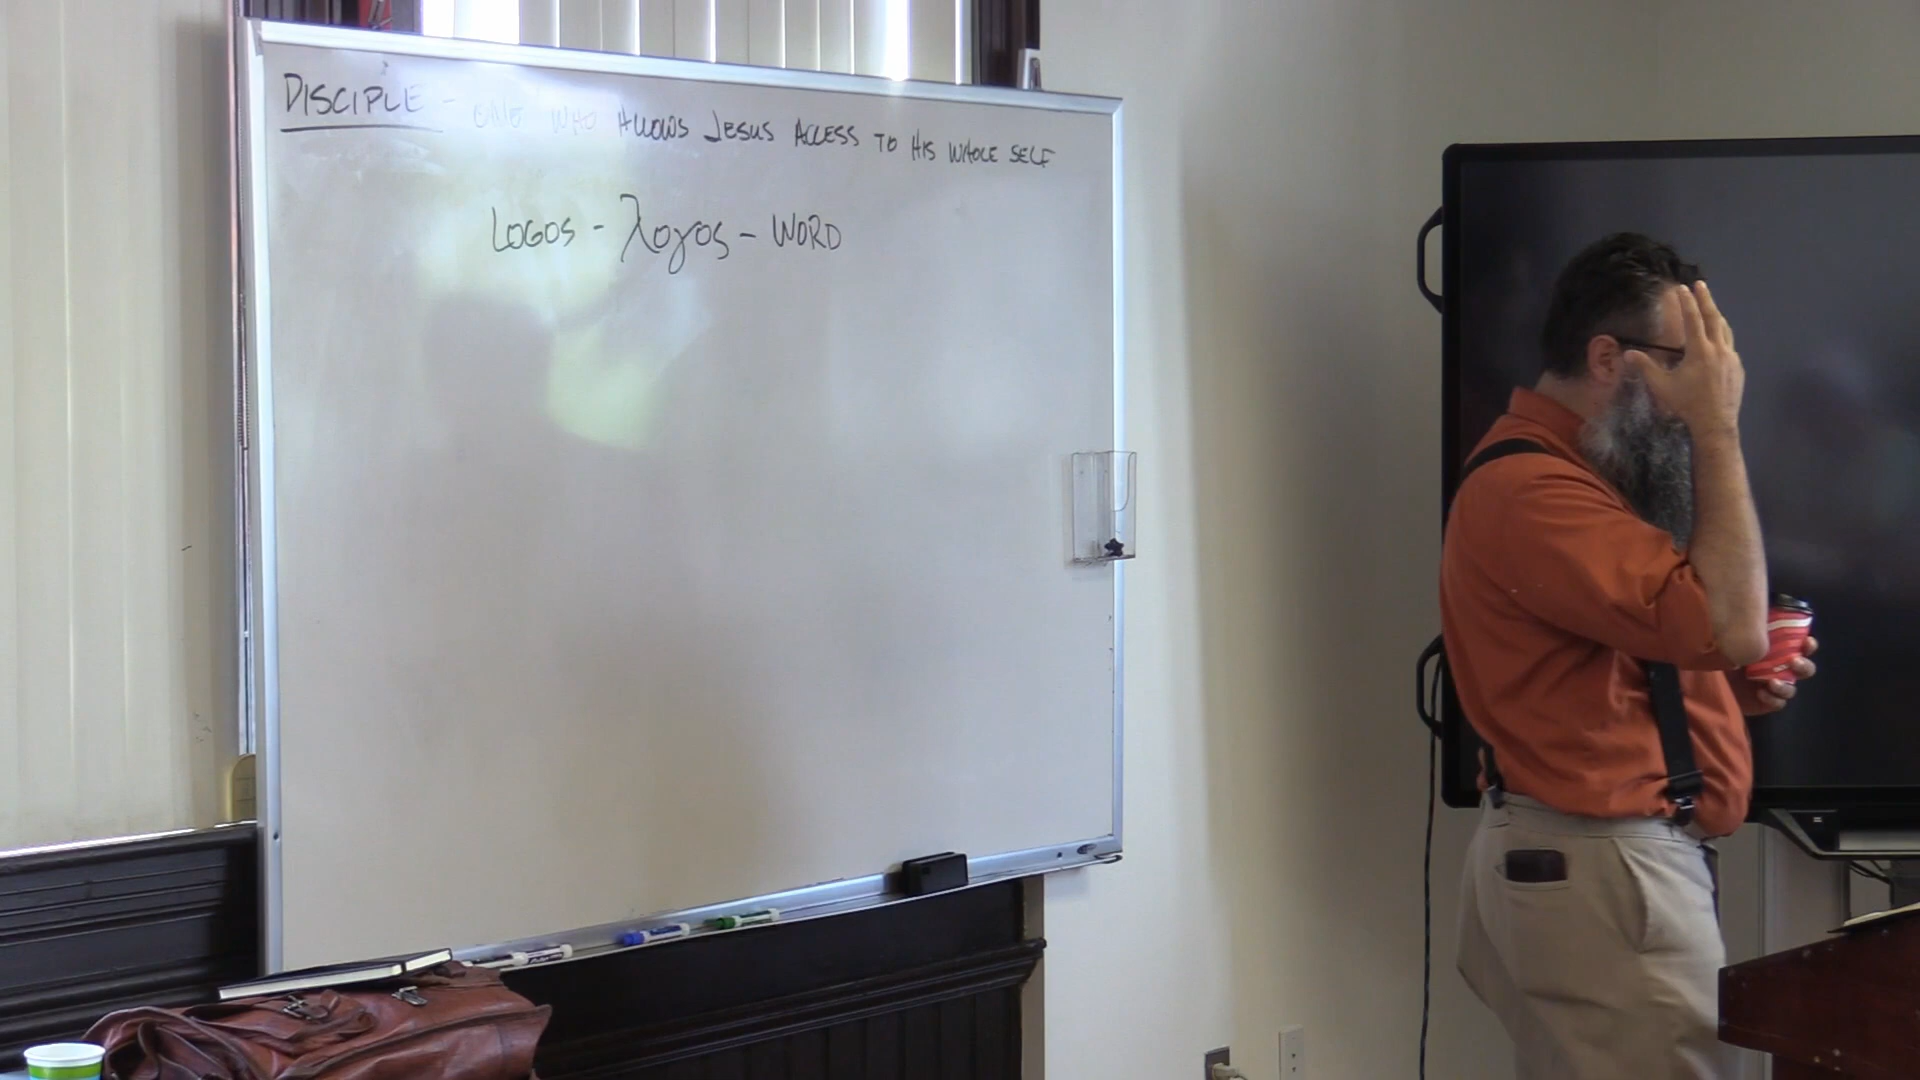 DISCIPLE - ONE WHO ALLOWS JESUS ACCESS TO HIS WHOLE SELF
LOGOS - λογος - WORD